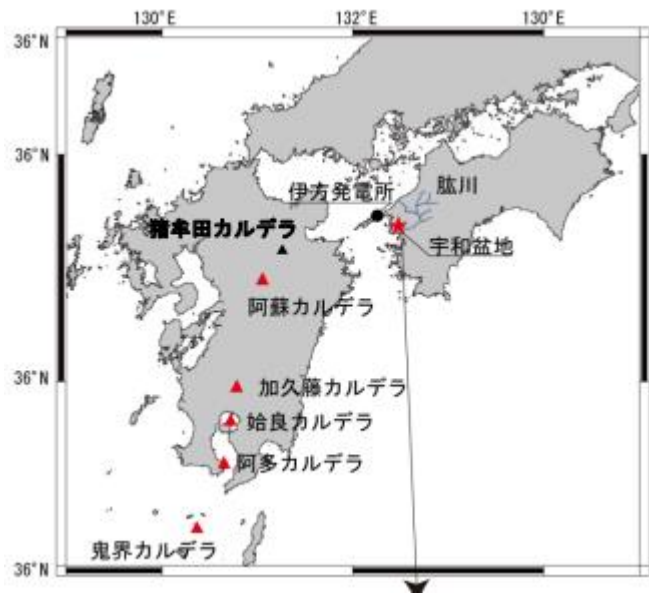 130°E
132°E
130°E
36°N
36°N
伊方発電所
肱川
猪牟田カルデラ
宇和盆地
阿蘇カルデラ
36°N
加久藤カルデラ
姶良カルデラ
阿多カルデラ
鬼界カルデラ
36°N